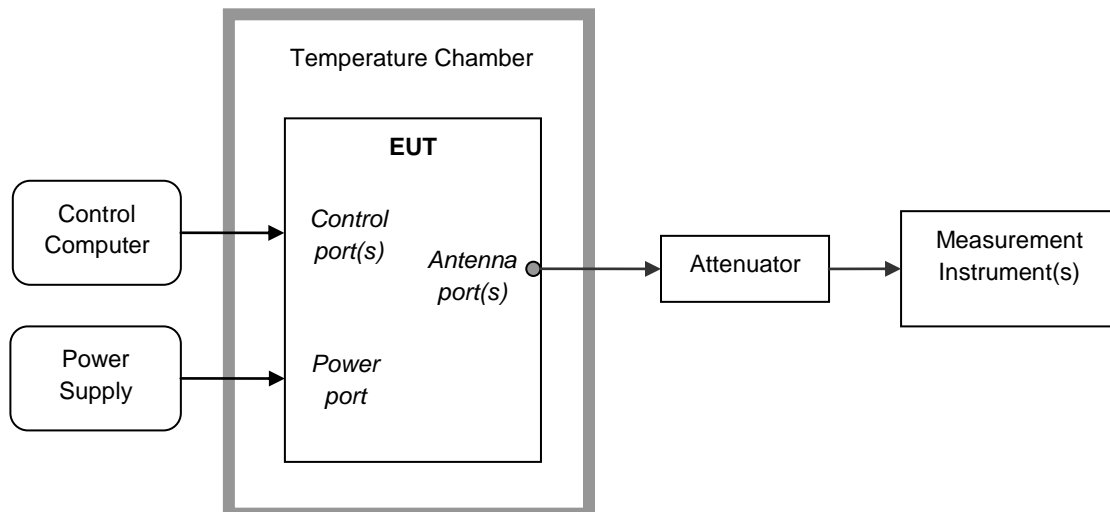 Temperature Chamber
EUT
Control
Computer
Control
port(s)
Antenna
port(s)
Attenuator
Measurement
Instrument(s)
Power
Supply
Power
port